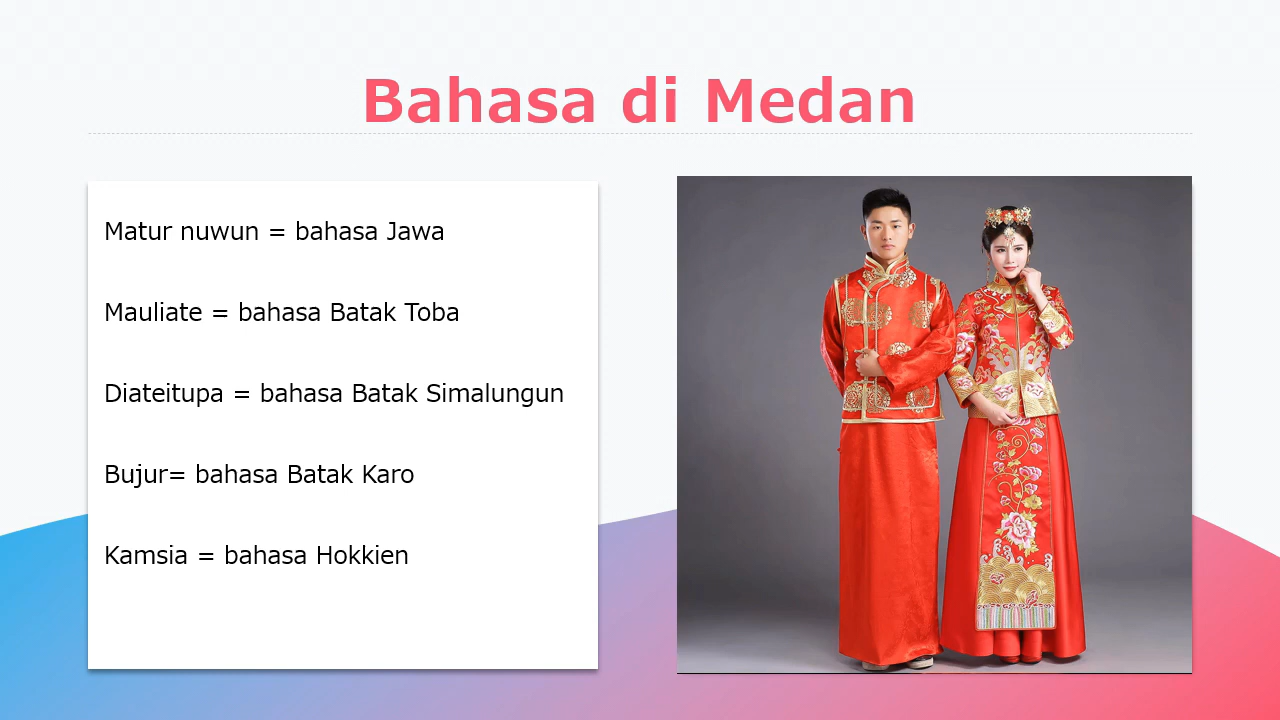 Bahasa di Medan
Matur nuwun = bahasa Jawa
Mauliate = bahasa Batak Toba
Diateitupa = bahasa Batak Simalungun
Bujur= bahasa Batak Karo
Kamsia = bahasa Hokkien